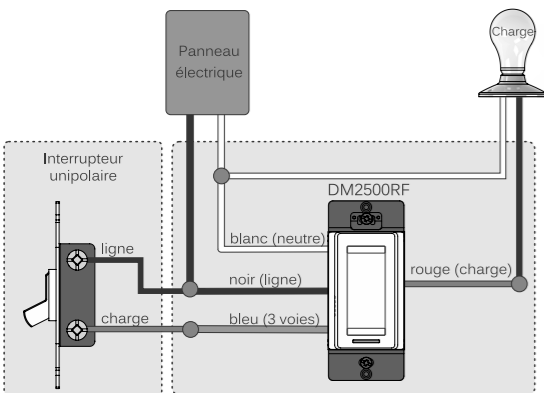 Panneau
électrique
Charge
Interrupteur
unipolaire
DM2500RF
blanc (neutre)
ligne
rouge (charge)
noir (ligne)
charge
bleu (3 voies)